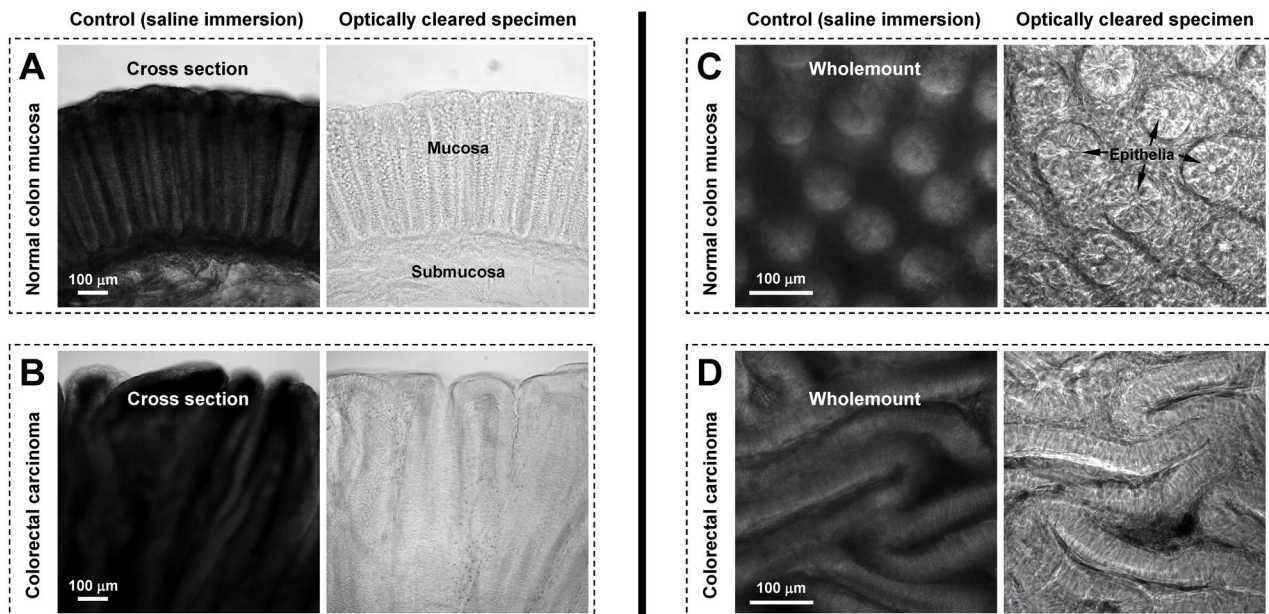 Control (saline immersion) Optically cleared specimen
A
Normal colon mucosa
Cross section
Mucosa
Submucosa
100 μm
B
Colorectal carcinoma
Cross section
100 μm
Control (saline immersion) Optically cleared specimen
C
Normal colon mucosa
Wholemount
Epithelia
100 μm
D
Colorectal carcinoma
Wholemount
100 μm